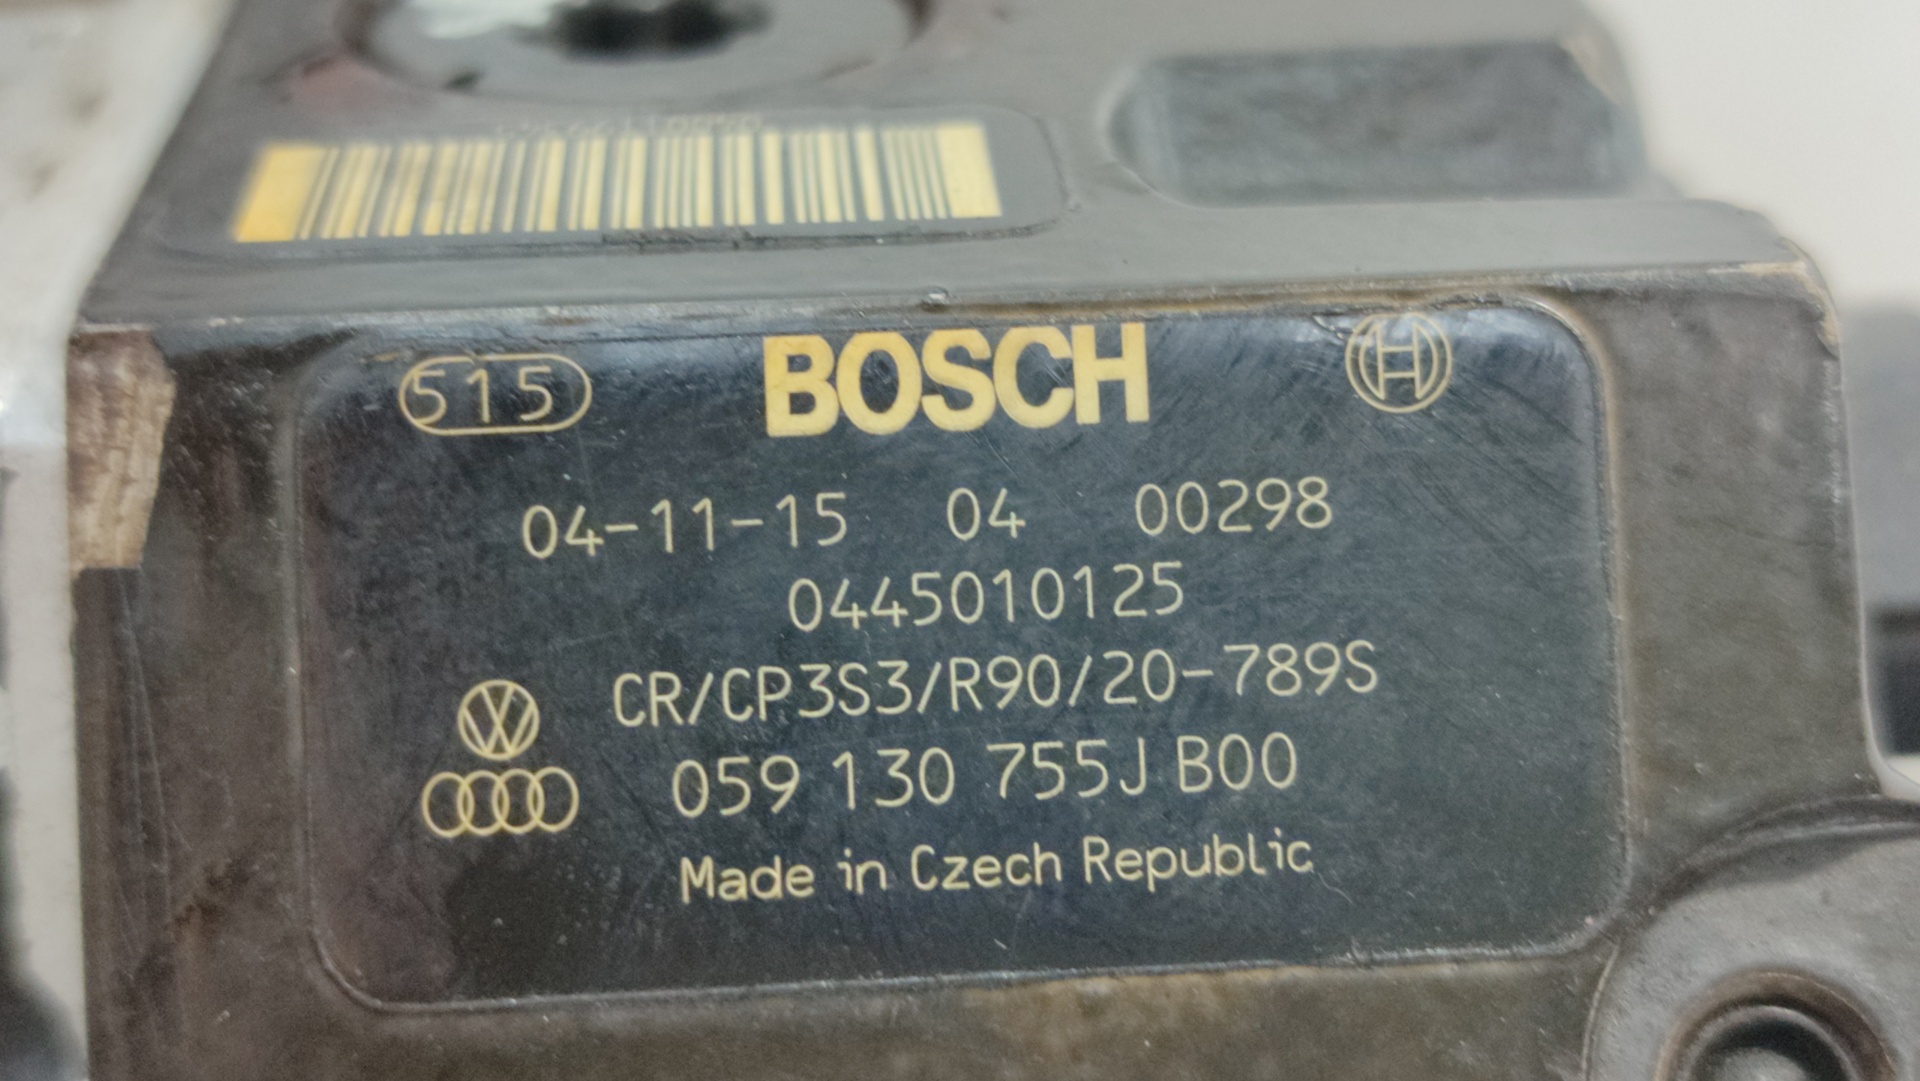 515 BOSCH
04-11-15 04 00298
0445010125
CR/CP3S3/R90/20-789S
059 130 755J B00
Made in Czech Republic